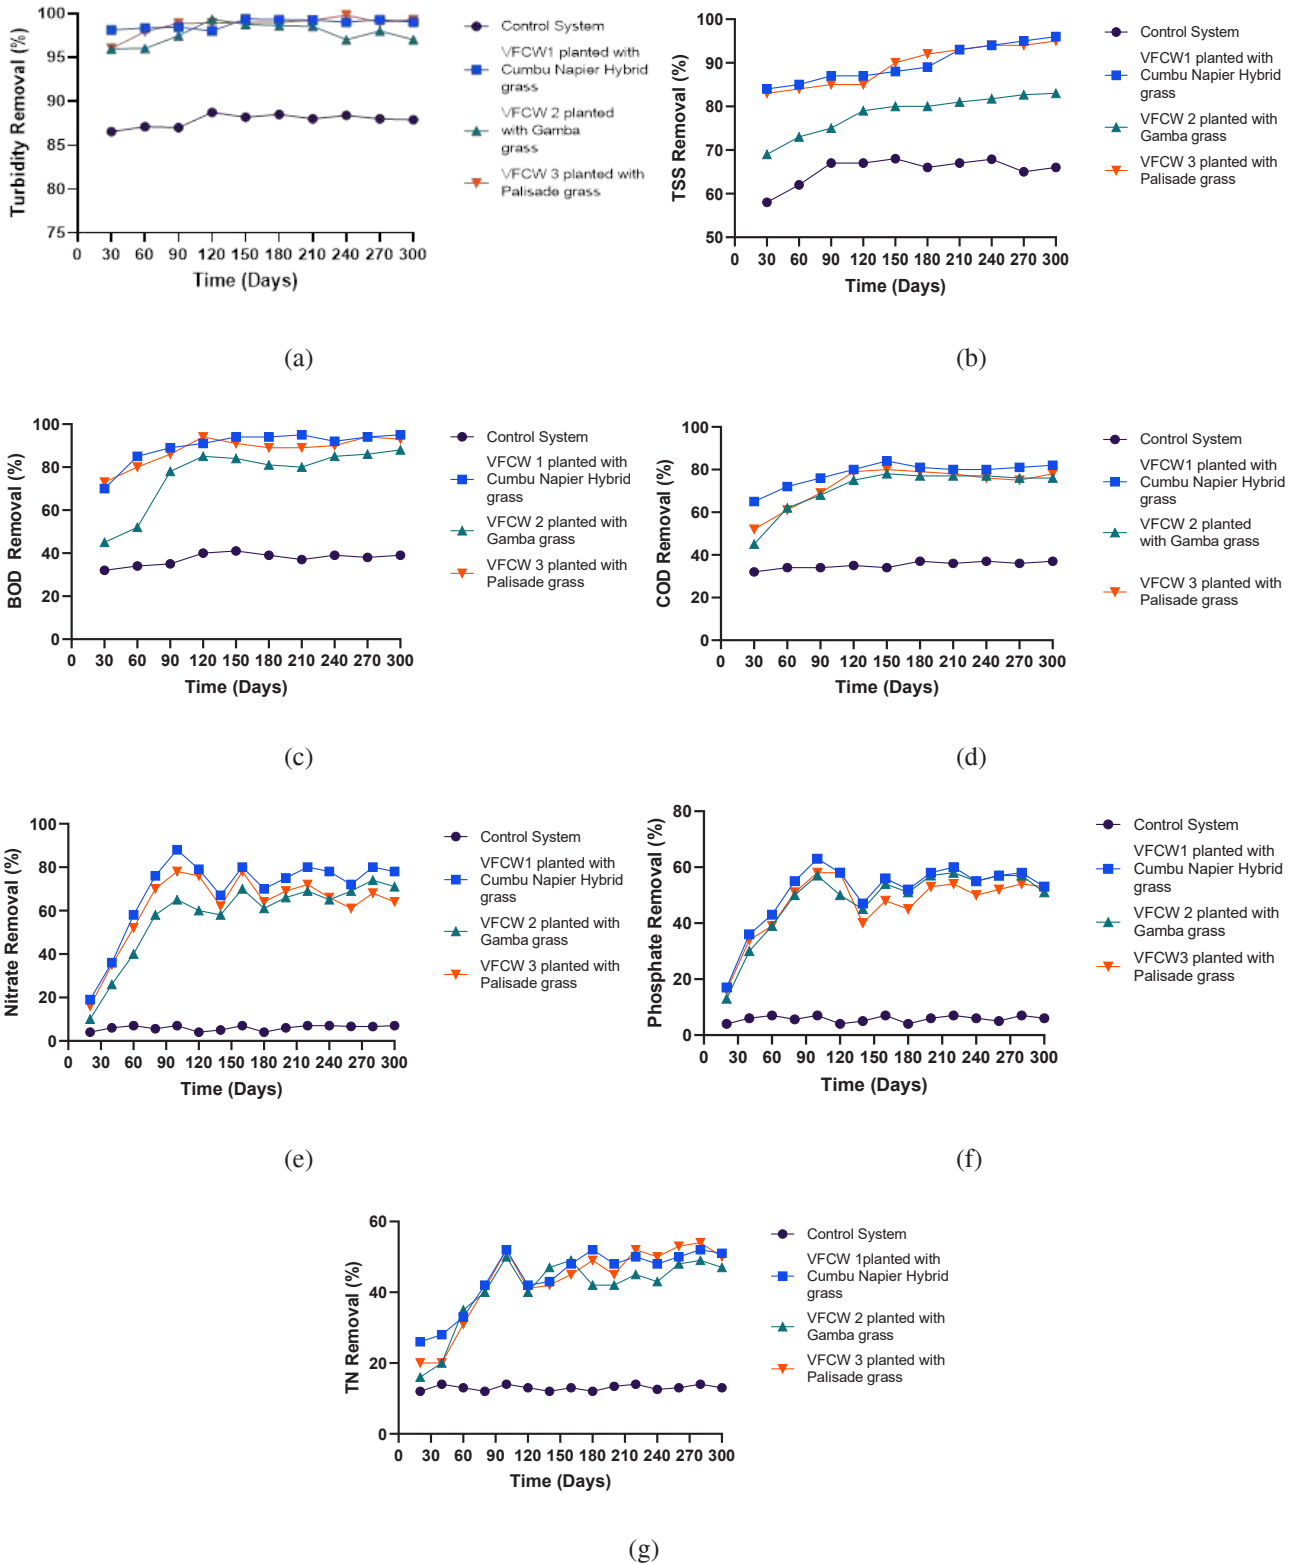 Turbidity Removal (%)
100
95
90
85
80
75
0 30 60 90 120 150 180 210 240 270 300
Time (Days)
Control System
VFCW1 planted with
Cumbu Napier Hybrid
grass
VFCW 2 planted
with Gamba
grass
VFCW 3 planted with
Palisade grass
(a)
TSS Removal (%)
100
90
80
70
60
50
0 30 60 90 120 150 180 210 240 270 300
Time (Days)
Control System
VFCW1 planted with
Cumbu Napier Hybrid
grass
VFCW 2 planted with
Gamba grass
VFCW 3 planted with
Palisade grass
(b)
BOD Removal (%)
100
80
60
40
20
0
0 30 60 90 120 150 180 210 240 270 300
Time (Days)
Control System
VFCW 1 planted with
Cumbu Napier Hybrid
grass
VFCW 2 planted with
Gamba grass
VFCW 3 planted with
Palisade grass
(c)
COD Removal (%)
100
80
60
40
20
0
0 30 60 90 120 150 180 210 240 270 300
Time (Days)
Control System
VFCW1 planted with
Cumbu Napier Hybrid
grass
VFCW 2 planted
with Gamba grass
VFCW 3 planted with
Palisade grass
(d)
Nitrate Removal (%)
100
80
60
40
20
0
0 30 60 90 120 150 180 210 240 270 300
Time (Days)
Control System
VFCW1 planted with
Cumbu Napier Hybrid
grass
VFCW 2 planted with
Gamba grass
VFCW 3 planted with
Palisade grass
(e)
Phosphate Removal (%)
80
60
40
20
0
0 30 60 90 120 150 180 210 240 270 300
Time (Days)
Control System
VFCW1 planted with
Cumbu Napier Hybrid
grass
VFCW 2 planted with
Gamba grass
VFCW3 planted with
Palisade grass
(f)
TN Removal (%)
60
40
20
0
0 30 60 90 120 150 180 210 240 270 300
Time (Days)
Control System
VFCW 1planted with
Cumbu Napier Hybrid
grass
VFCW 2 planted with
Gamba grass
VFCW 3 planted with
Palisade grass
(g)